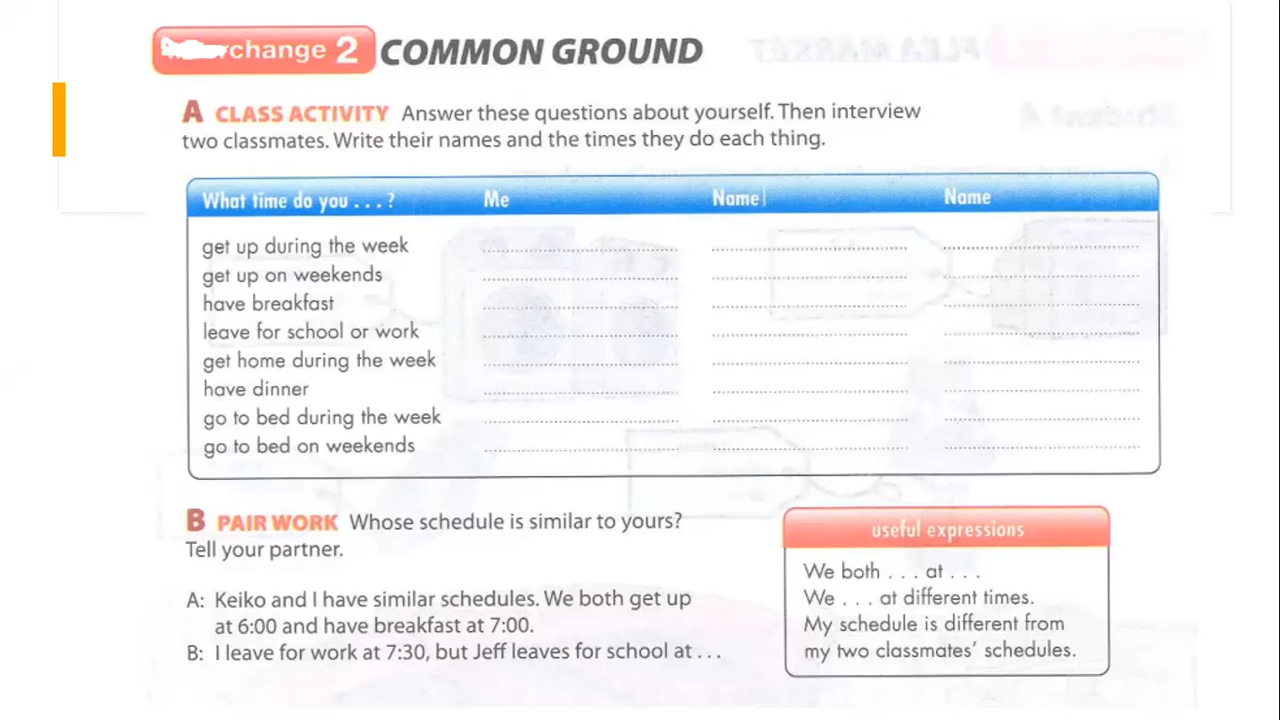 change 2 COMMON GROUND
A CLASS ACTIVITY Answer these questions about yourself. Then interview
two classmates. Write their names and the times they do each thing.
What time do you . . . ? Me Name Name
get up during the week
get up on weekends
have breakfast
leave for school or work
get home during the week
have dinner
go to bed during the week
go to bed on weekends
B PAIR WORK Whose schedule is similar to yours?
Tell your partner.
A: Keiko and I have similar schedules. We both get up
at 6:00 and have breakfast at 7:00.
B: I leave for work at 7:30, but Jeff leaves for school at . . .
useful expressions
We both . . . at . . .
We . . . at different times.
My schedule is different from
my two classmates' schedules.
FLEA MARKET
Student A